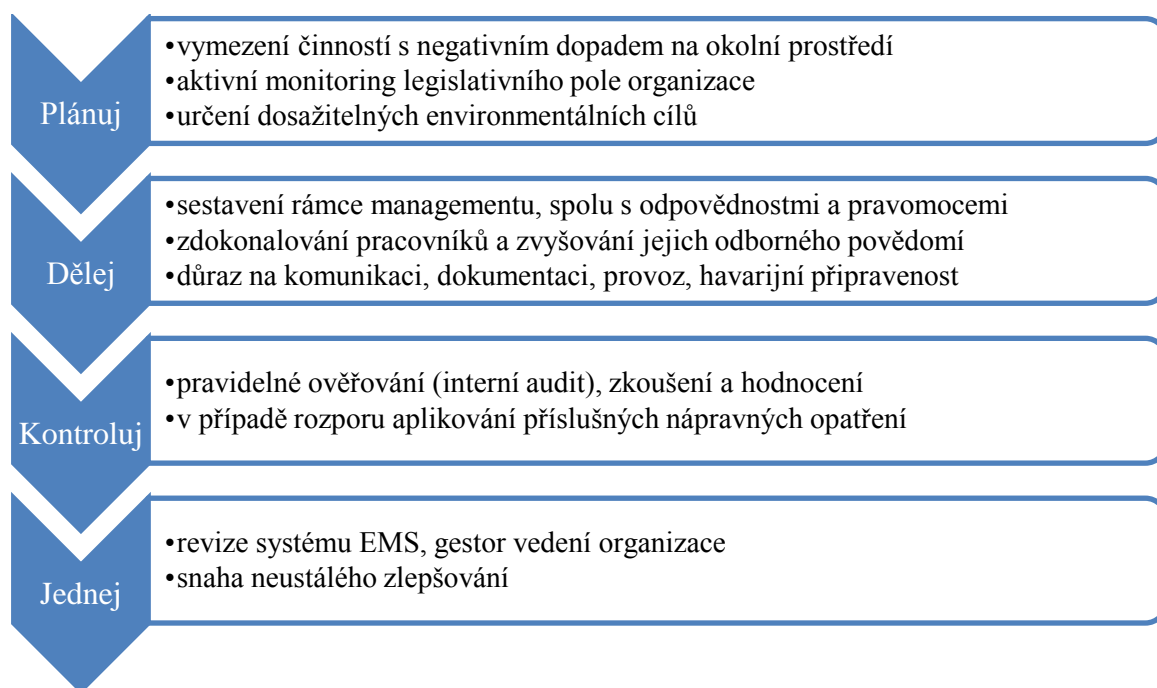 Plánuj
•vymezení činností s negativním dopadem na okolní prostředí
•aktivní monitoring legislativního pole organizace
•určení dosažitelných environmentálních cílů
Dělej
•sestavení rámce managementu, spolu s odpovědnostmi a pravomocemi
•zdokonalování pracovníků a zvyšování jejich odborného povědomí
•důraz na komunikaci, dokumentaci, provoz, havarijní připravenost
Kontroluj
•pravidelné ověřování (interní audit), zkoušení a hodnocení
•v případě rozporu aplikování příslušných nápravných opatření
Jednej
•revize systému EMS, gestor vedení organizace
•snaha neustálého zlepšování